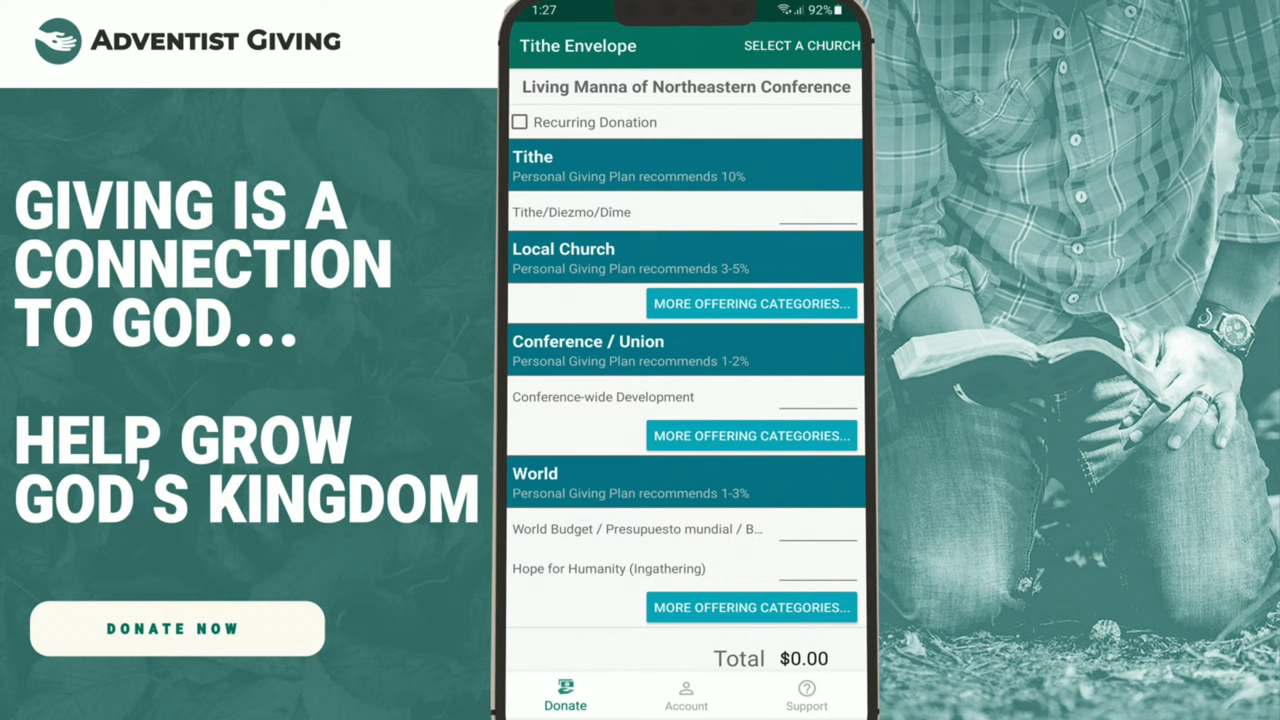 ADVENTIST GIVING
GIVING IS A
CONNECTION
TO GOD...
HELP GROW
GOD'S KINGDOM
DONATE NOW
1:27
92%
Tithe Envelope
SELECT A CHURCH
Living Manna of Northeastern Conference
Recurring Donation
Tithe
Personal Giving Plan recommends 10%
Tithe/Diezmo/Dîme
Local Church
Personal Giving Plan recommends 3-5%
MORE OFFERING CATEGORIES...
Conference / Union
Personal Giving Plan recommends 1-2%
Conference-wide Development
MORE OFFERING CATEGORIES...
World
Personal Giving Plan recommends 1-3%
World Budget / Presupuesto mundial / B...
Hope for Humanity (Ingathering)
MORE OFFERING CATEGORIES...
Total $0.00
Donate
Account
Support